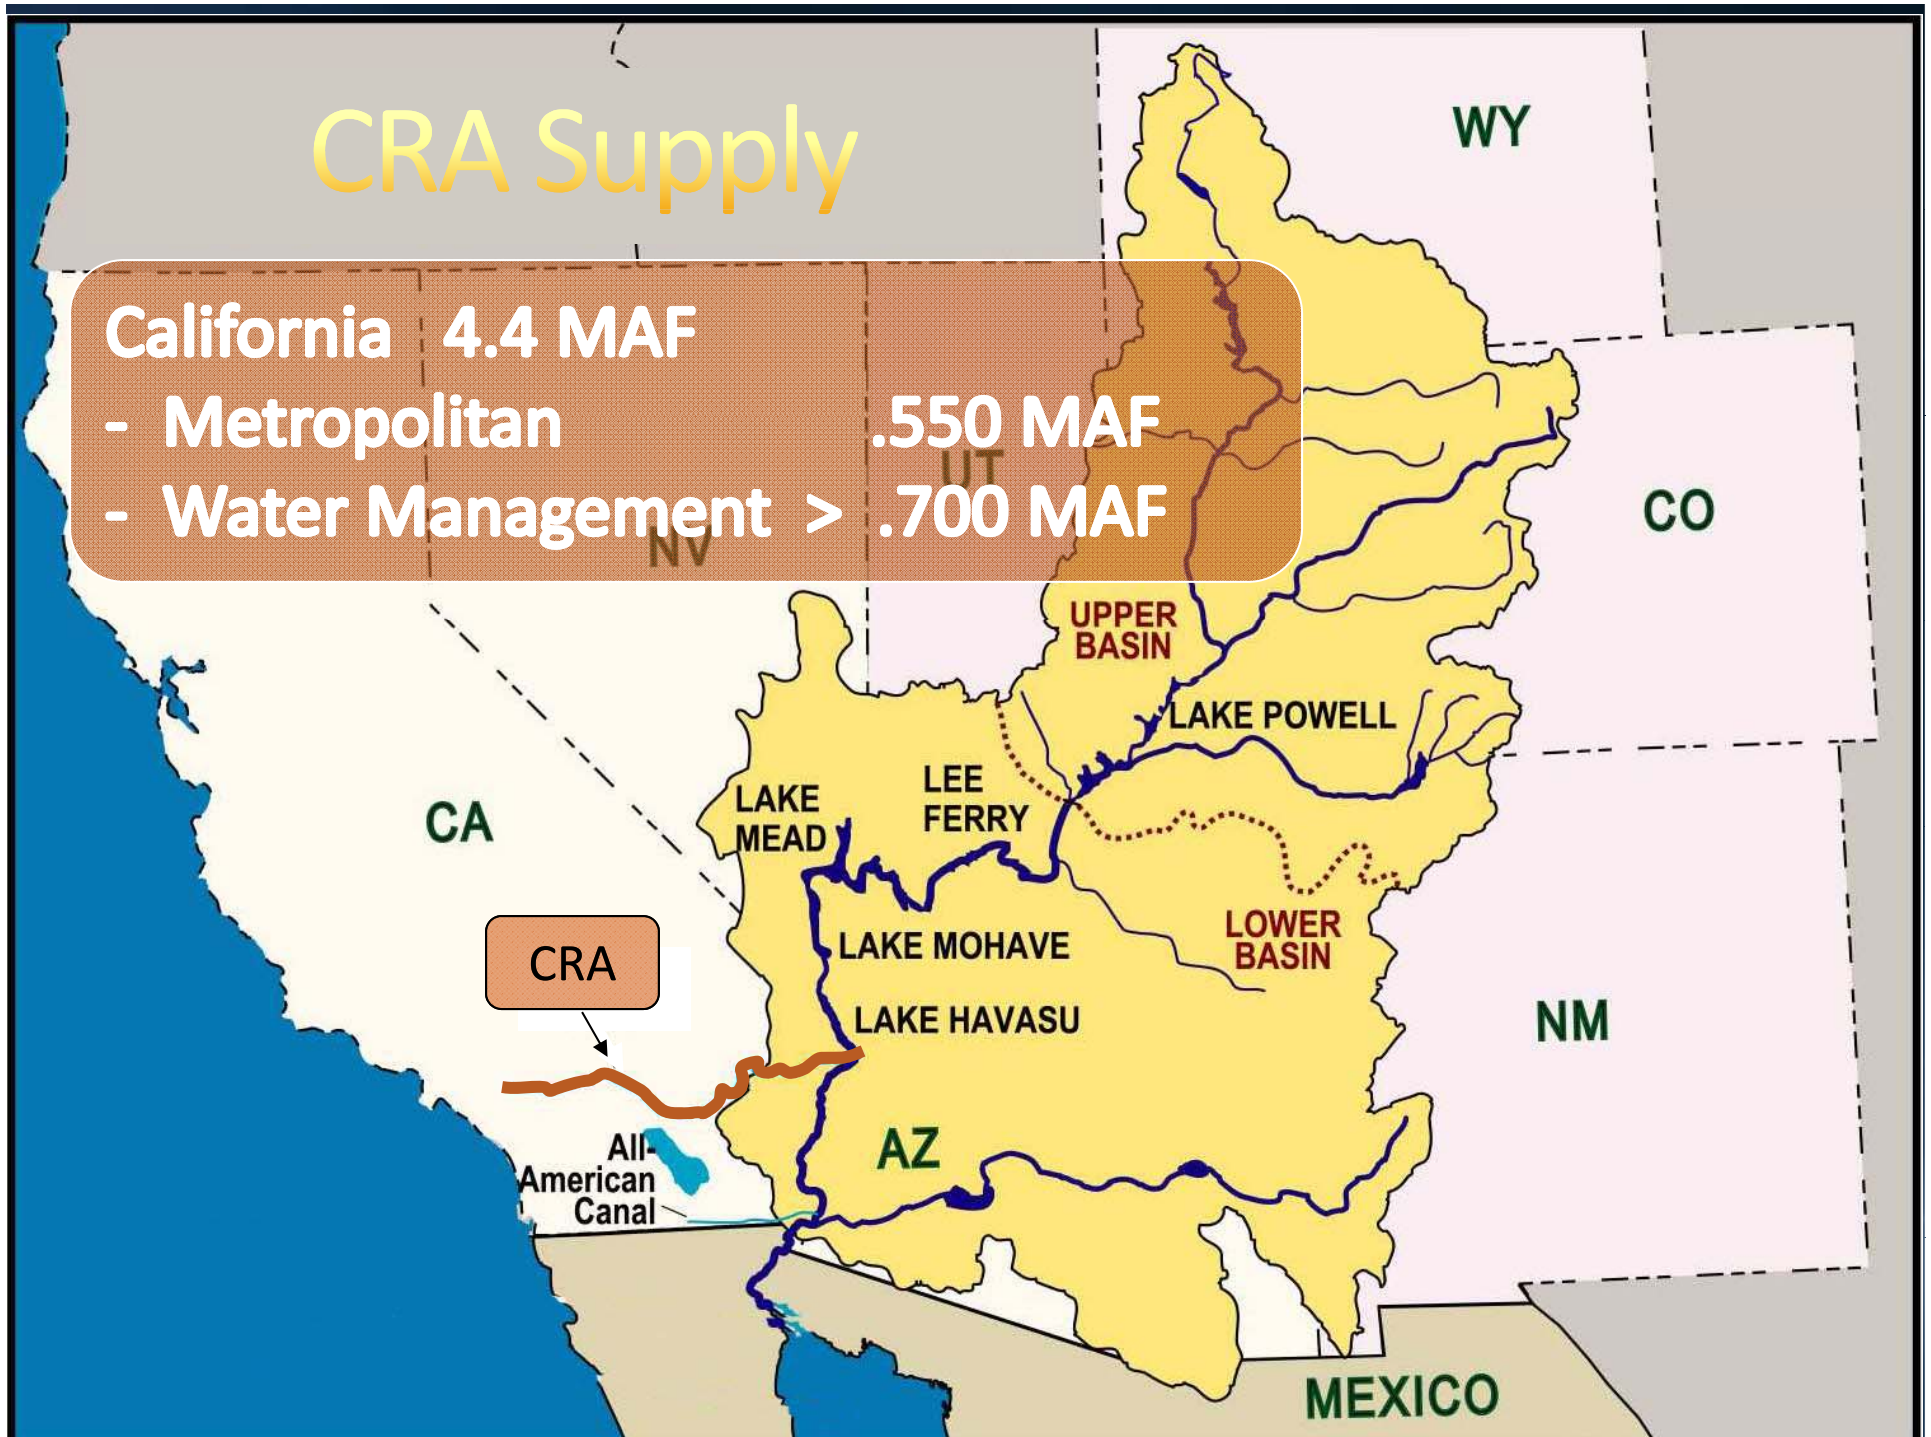 CRA Supply
WY
California 4.4 MAF
- Metropolitan .550 MAF
UT
- Water Management > .700 MAF
NV
CO
UPPER
BASIN
LAKE POWELL
LEE
FERRY
LAKE
MEAD
CA
LOWER
BASIN
LAKE MOHAVE
CRA
LAKE HAVASU
NM
AZ
All-
American
Canal
MEXICO